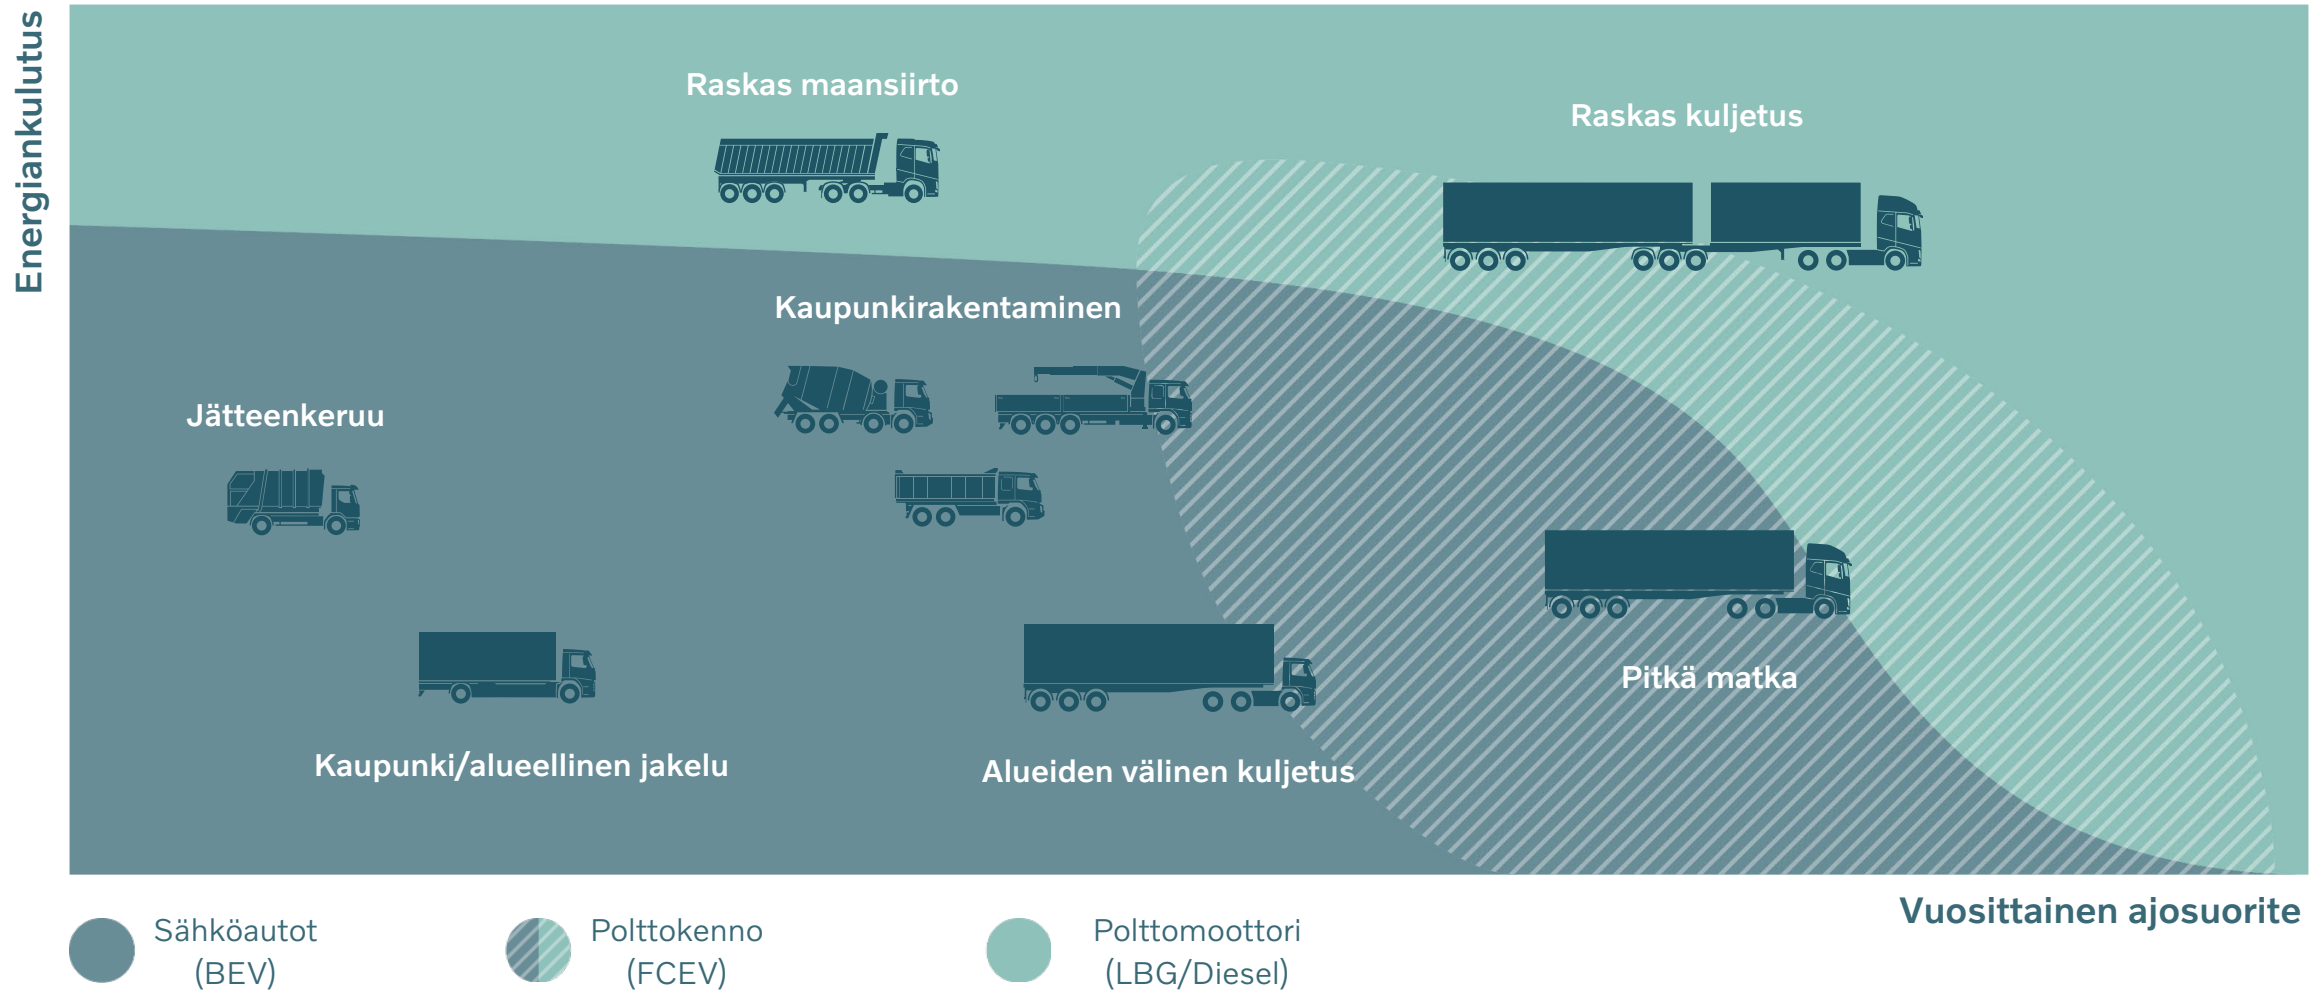 Energiankulutus
Raskas maansiirto
Raskas kuljetus
Kaupunkirakentaminen
Jätteenkeruu
Pitkä matka
Kaupunki/alueellinen jakelu
Alueiden välinen kuljetus
Vuosittainen ajosuorite
Sähköautot
(BEV)
Polttokenno
(FCEV)
Polttomoottori
(LBG/Diesel)